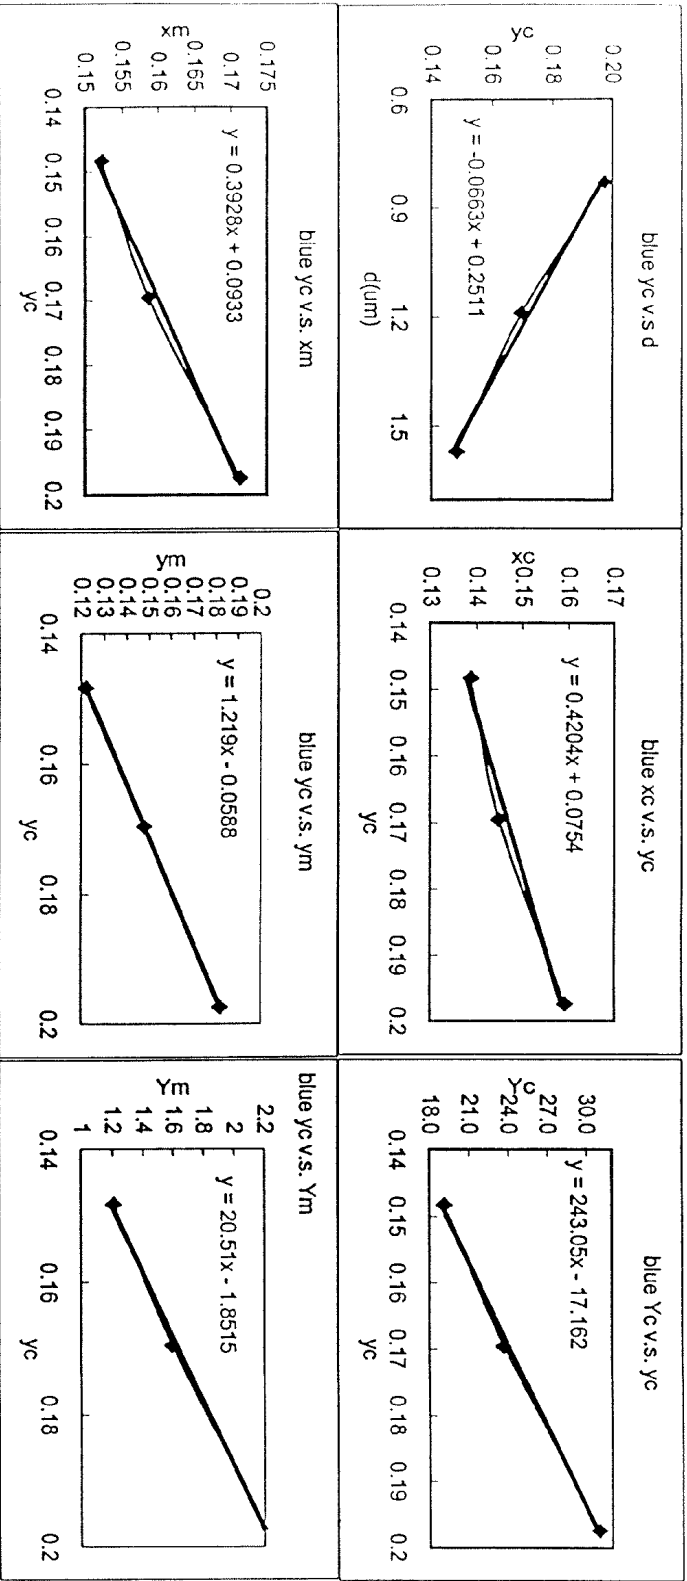 blue yc v.s d
yc
0.20
0.18
0.16
0.14
0.6 0.9 1.2 1.5
d(um)
y = -0.0663x + 0.2511
blue xc v.s. yc
xc
0.17
0.16
0.15
0.14
0.13
0.14 0.15 0.16 0.17 0.18 0.19 0.2
yc
y = 0.4204x + 0.0754
blue Yc v.s. yc
Yc
30.0
27.0
24.0
21.0
18.0
0.14 0.15 0.16 0.17 0.18 0.19 0.2
yc
y = 243.05x - 17.162
blue yc v.s. xm
xm
0.175
0.17
0.165
0.16
0.155
0.15
0.14 0.15 0.16 0.17 0.18 0.19 0.2
yc
y = 0.3928x + 0.0933
blue yc v.s. ym
ym
0.2
0.19
0.18
0.17
0.16
0.15
0.14
0.13
0.12
0.14 0.16 0.18 0.2
yc
y = 1.219x - 0.0588
blue yc v.s. Ym
Ym
2.2
2
1.8
1.6
1.4
1.2
1
0.14 0.16 0.18 0.2
yc
y = 20.51x - 1.8515